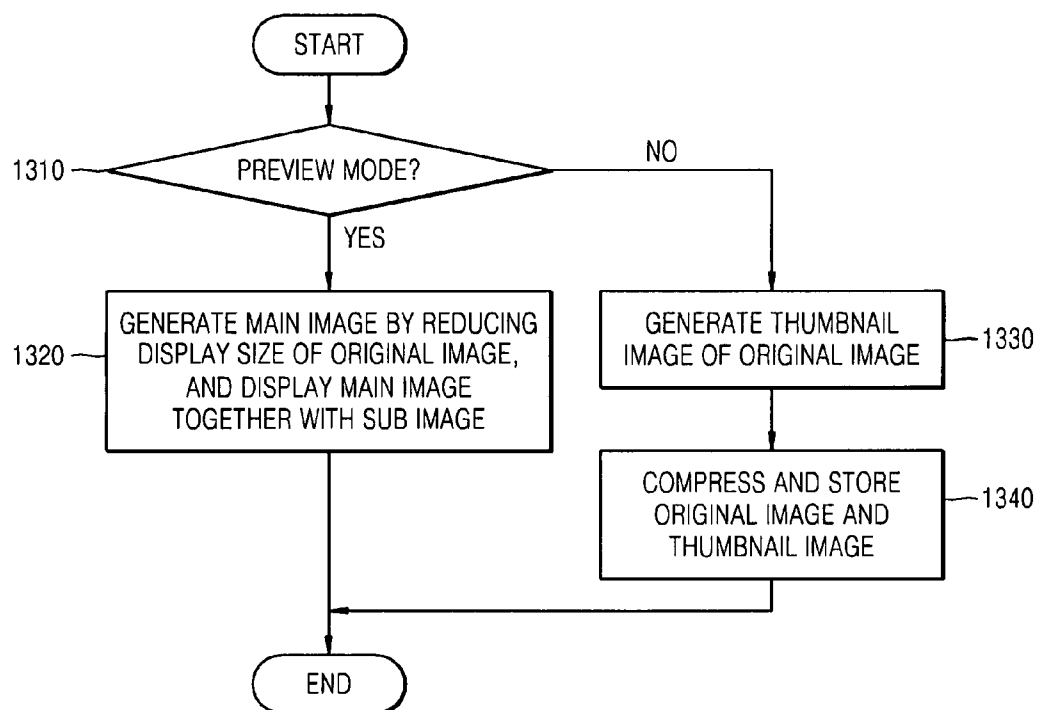 START
1310
PREVIEW MODE?
NO
YES
1320
GENERATE MAIN IMAGE BY REDUCING
DISPLAY SIZE OF ORIGINAL IMAGE,
AND DISPLAY MAIN IMAGE
TOGETHER WITH SUB IMAGE
GENERATE THUMBNAIL
IMAGE OF ORIGINAL IMAGE
1330
COMPRESS AND STORE
ORIGINAL IMAGE AND
THUMBNAIL IMAGE
1340
END